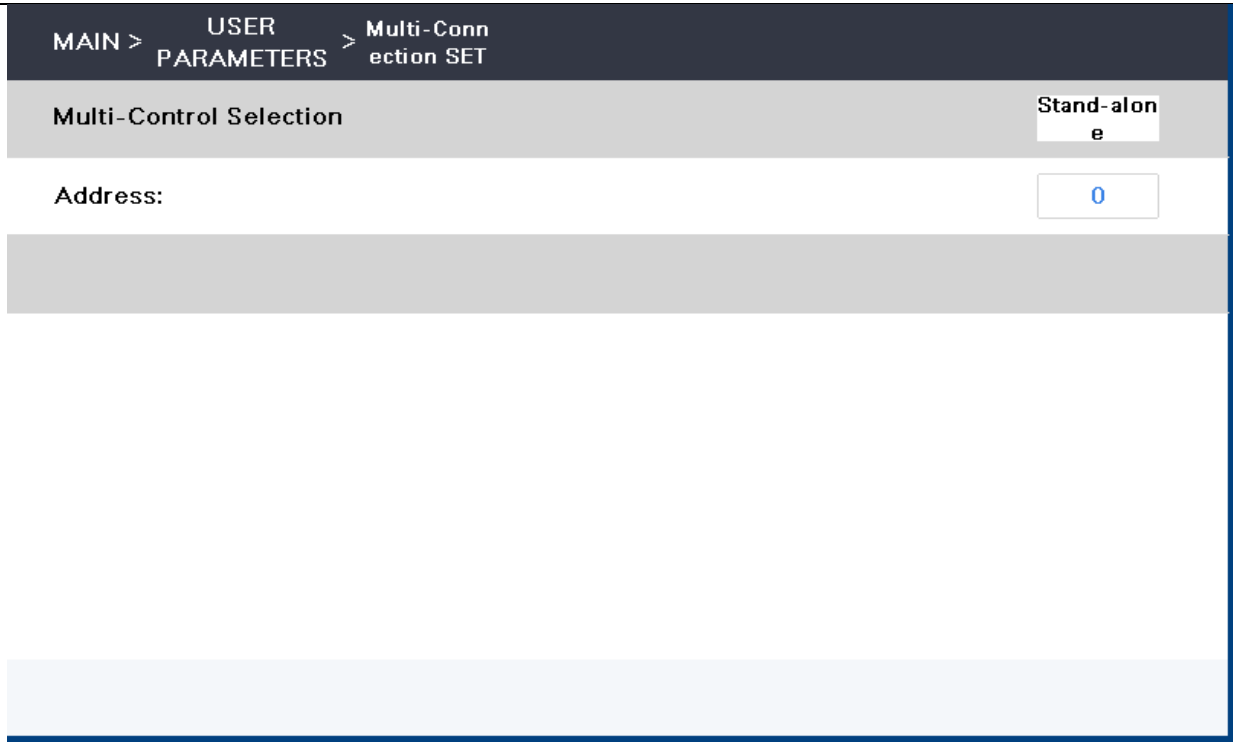 MAIN > USER PARAMETERS > Multi-Conn
ection SET
Multi-Control Selection
Stand-alon
e
Address:
0